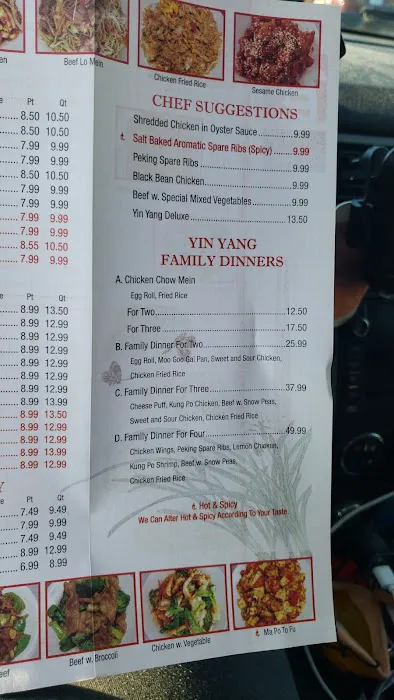 en
Beef Lo Mein
Chicken Fried Rice
Sesame Chicken
e Pt Qt
8.50 10.50
8.50 10.50
7.99 9.99
7.99 9.99
8.50 10.50
7.99 9.99
7.99 9.99
7.99 9.99
8.55 10.50
7.99 9.99
e Pt Qt
8.99 13.50
8.99 12.99
8.99 12.99
8.99 12.99
8.99 12.99
8.99 12.99
8.99 12.99
8.99 13.50
8.99 12.99
8.99 12.99
8.99 13.99
8.99 12.99
Y
Pt Qt
7.49 9.49
7.99 9.99
7.49 9.49
8.99 12.99
6.99 8.99
CHEF SUGGESTIONS
Shredded Chicken in Oyster Sauce 9.99
Salt Baked Aromatic Spare Ribs (Spicy) 9.99
Peking Spare Ribs 9.99
Black Bean Chicken 9.99
Beef w. Special Mixed Vegetables 9.99
Yin Yang Deluxe 13.50
YIN YANG
FAMILY DINNERS
A. Chicken Chow Mein
Egg Roll, Fried Rice
For Two 12.50
For Three 17.50
B. Family Dinner For Two 25.99
Egg Roll, Moo Goo Gai Pan, Sweet and Sour Chicken,
Chicken Fried Rice
C. Family Dinner For Three 37.99
Cheese Puff, Kung Po Chicken, Beef w. Snow Peas,
Sweet and Sour Chicken, Chicken Fried Rice
D. Family Dinner For Four 49.99
Chicken Wings, Peking Spare Ribs, Lemon Chicken,
Kung Po Shrimp, Beef w. Snow Peas,
Chicken Fried Rice
Hot & Spicy
We Can Alter Hot & Spicy According To Your Taste
eef
Beef w. Broccoli
Chicken w. Vegetable
Ma Po To Fu